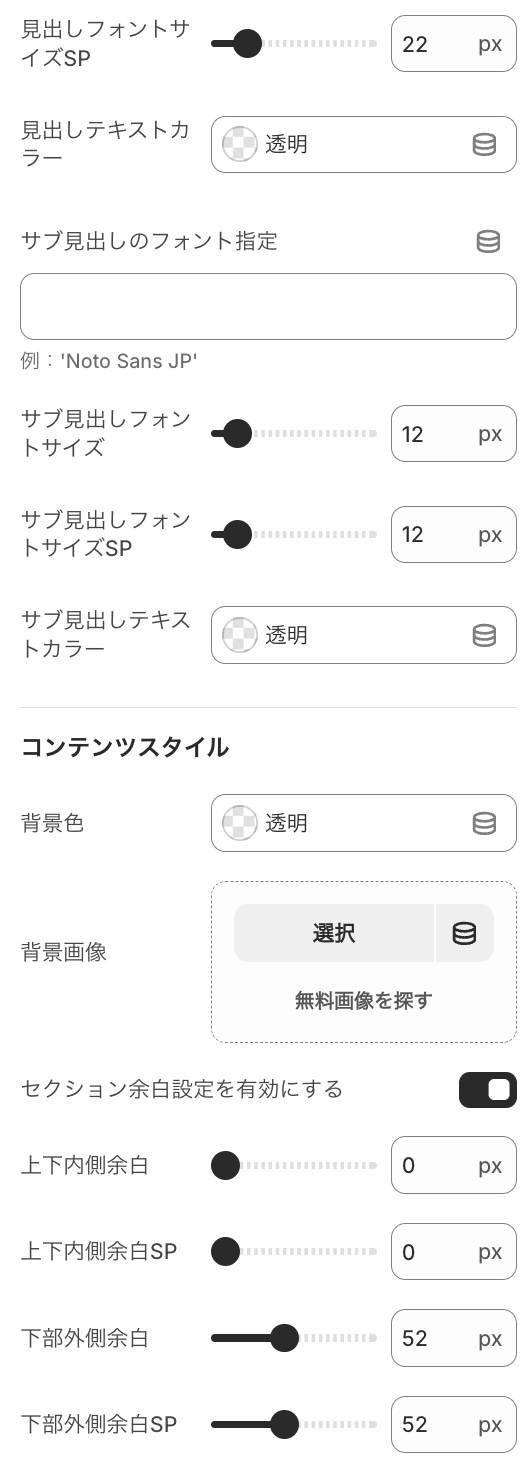 見出しフォントサ
イズSP
22 px
見出しテキストカ
ラー
透明
サブ見出しのフォント指定
例：'Noto Sans JP'
サブ見出しフォン
トサイズ
12 px
サブ見出しフォン
トサイズSP
12 px
サブ見出しテキス
トカラー
透明
コンテンツスタイル
背景色
透明
背景画像
選択
無料画像を探す
セクション余白設定を有効にする
上下内側余白
0 px
上下内側余白SP
0 px
下部外側余白
52 px
下部外側余白SP
52 px